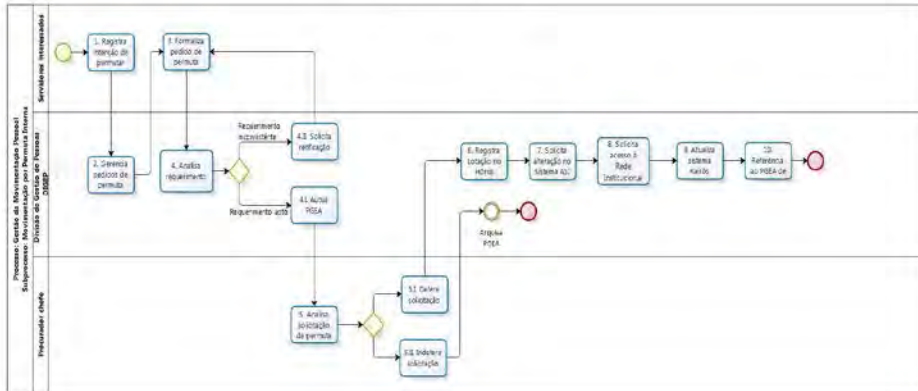 Processo: Gestão da Movimentação Pessoal
Subprocesso: Movimentação por Permuta Interna
Servidores Interessados
1. Registra
intenção de
permutar
3. Formaliza
pedido de
permuta
Divisão de Gestão de Pessoas
DIGEP
2. Gerencia
pedidos de
permuta
4. Analisa
requerimento
Requerimento
inconsistente
4.2. Solicita
retificação
Requerimento apto
4.1. Autua
PGEA
6. Registra
Lotação no
Hórus
7. Solicita
alteração no
Sistema
8. Solicita
acesso à
Rede
Institucional
9. Atualiza
sistema
10.
Referencia
ao PGEA de
Arquiva
PGEA
Procurador chefe
5. Analisa
solicitação
de permuta
5.1. Defere
solicitação
5.2. Indefere
solicitação